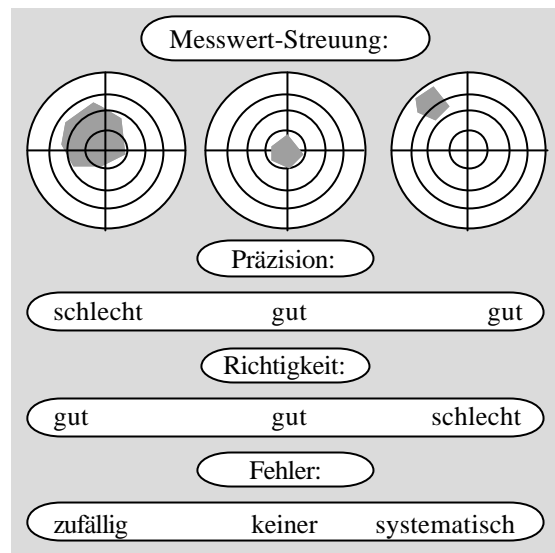 Messwert-Streuung:
Präzision:
schlecht gut gut
Richtigkeit:
gut gut schlecht
Fehler:
zufällig keiner systematisch